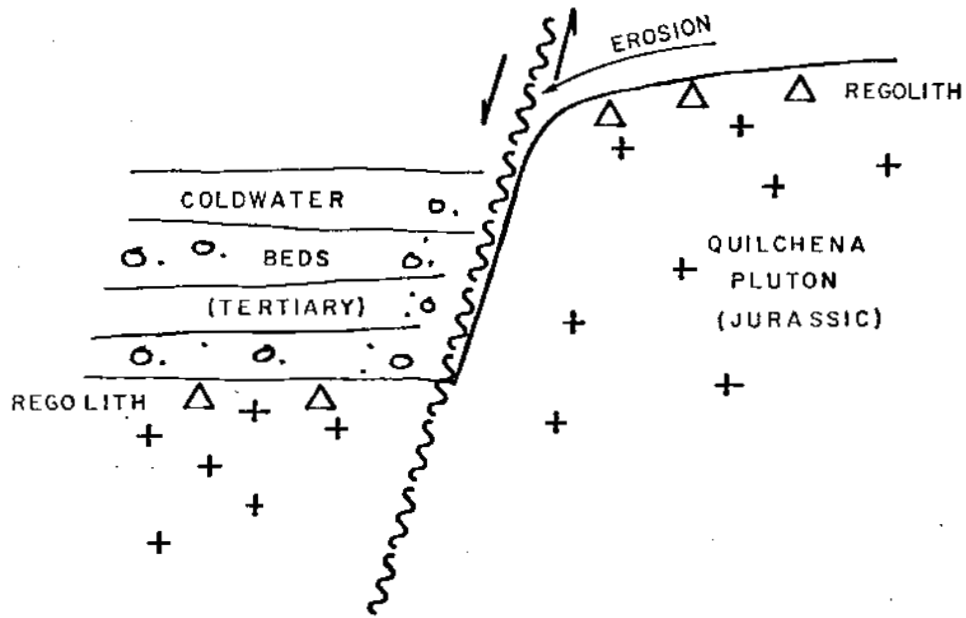 EROSION
REGOLITH
COLDWATER
BEDS
(TERTIARY)
QUILCHENA
PLUTON
(JURASSIC)
REGOLITH